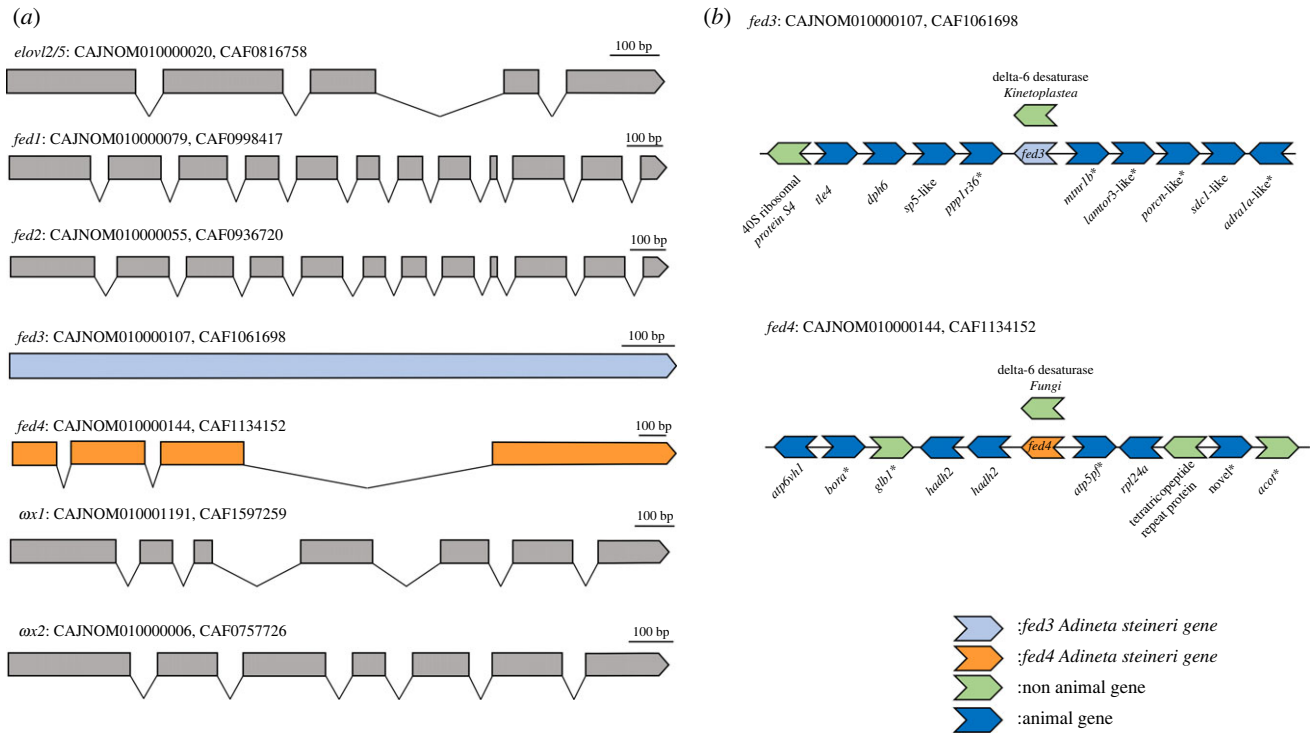 (a)
elovl2/5: CAJNOM010000020, CAF0816758
100 bp
fed1: CAJNOM010000079, CAF0998417
100 bp
fed2: CAJNOM010000055, CAF0936720
100 bp
fed3: CAJNOM010000107, CAF1061698
100 bp
fed4: CAJNOM010000144, CAF1134152
100 bp
ωx1: CAJNOM010001191, CAF1597259
100 bp
ωx2: CAJNOM010000006, CAF0757726
100 bp
(b)
fed3: CAJNOM010000107, CAF1061698
delta-6 desaturase
Kinetoplastea
fed3
40S ribosomal
protein S4
tle4
dph6
sp5-like
ppp1r36*
mtnr1b*
lamtor3-like*
porcn-like*
sdc1-like
adra1a-like*
fed4: CAJNOM010000144, CAF1134152
delta-6 desaturase
Fungi
fed4
atp6vh1
bora*
glb1*
hadh2
hadh2
atp5pf*
rpl24a
tetratricopeptide
repeat protein
novel*
acot*
:fed3 Adineta steineri gene
:fed4 Adineta steineri gene
:non animal gene
:animal gene